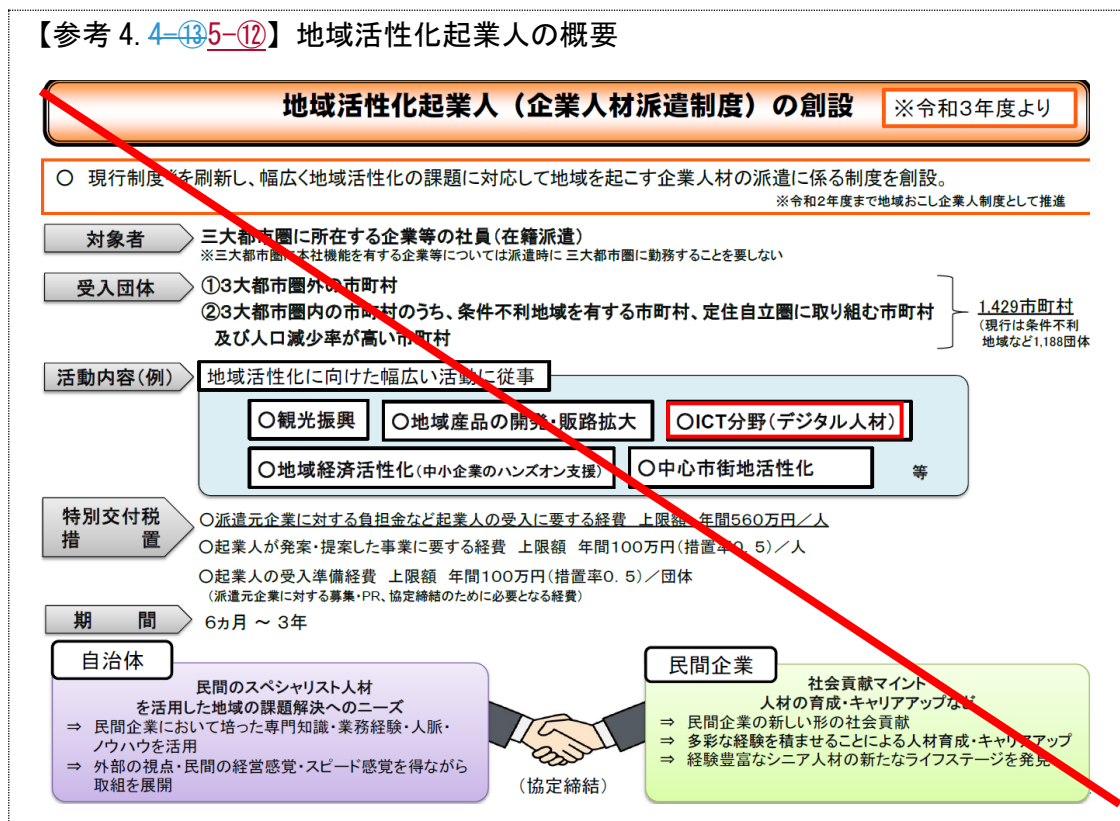 【参考 4. 4-⑬5-⑫】 地域活性化起業人の概要
地域活性化起業人（企業人材派遣制度）の創設
※令和3年度より
○ 現行制度※を刷新し、幅広く地域活性化の課題に対応して地域を起こす企業人材の派遣に係る制度を創設。
※令和2年度まで地域おこし企業人制度として推進
対象者
三大都市圏に所在する企業等の社員（在籍派遣）
※三大都市圏に本社機能を有する企業等については派遣時に 三大都市圏に勤務することを要しない
受入団体
①3大都市圏外の市町村
②3大都市圏内の市町村のうち、条件不利地域を有する市町村、定住自立圏に取り組む市町村
及び人口減少率が高い市町村
1,429市町村
（現行は条件不利
地域など1,188団体
活動内容（例）
地域活性化に向けた幅広い活動に従事
○観光振興
○地域産品の開発・販路拡大
○ICT分野（デジタル人材）
○地域経済活性化（中小企業のハンズオン支援）
○中心市街地活性化
等
特別交付税
措　置
○派遣元企業に対する負担金など起業人の受入に要する経費 上限額 年間560万円／人
○起業人が発案・提案した事業に要する経費 上限額 年間100万円（措置率0．5）／人
○起業人の受入準備経費 上限額 年間100万円（措置率0．5）／団体
（派遣元企業に対する募集・PR、協定締結のために必要となる経費）
期　間
6ヵ月 ～ 3年
自治体
民間のスペシャリスト人材
を活用した地域の課題解決へのニーズ
⇒ 民間企業において培った専門知識・業務経験・人脈・
ノウハウを活用
⇒ 外部の視点・民間の経営感覚・スピード感覚を得ながら
取組を展開
（協定締結）
民間企業
社会貢献マインド
人材の育成・キャリアアップなど
⇒ 民間企業の新しい形の社会貢献
⇒ 多彩な経験を積ませることによる人材育成・キャリアアップ
⇒ 経験豊富なシニア人材の新たなライフステージを発見